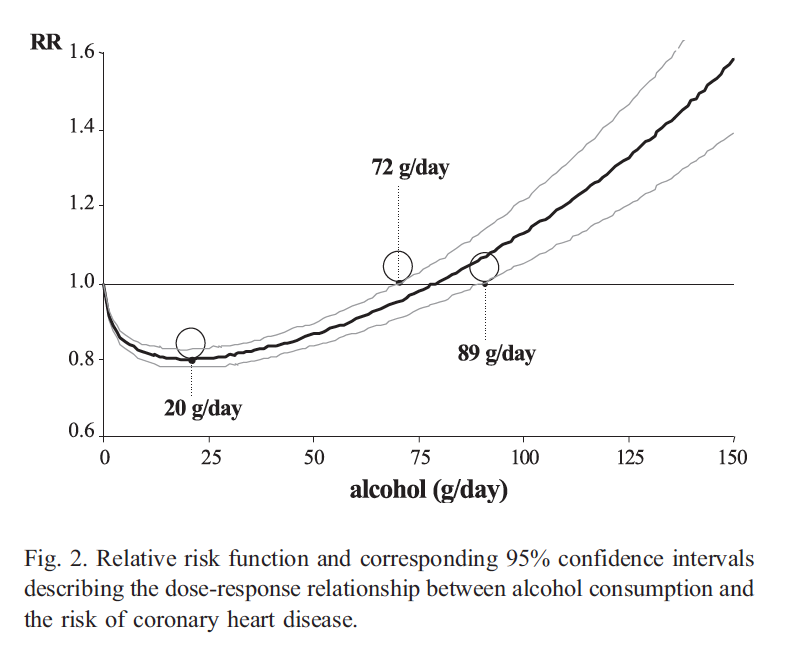 RR
1.6
1.4
72 g/day
1.2
1.0
89 g/day
0.8
20 g/day
0.6
0 25 50 75 100 125 150
alcohol (g/day)
Fig. 2. Relative risk function and corresponding 95% confidence intervals
describing the dose-response relationship between alcohol consumption and
the risk of coronary heart disease.